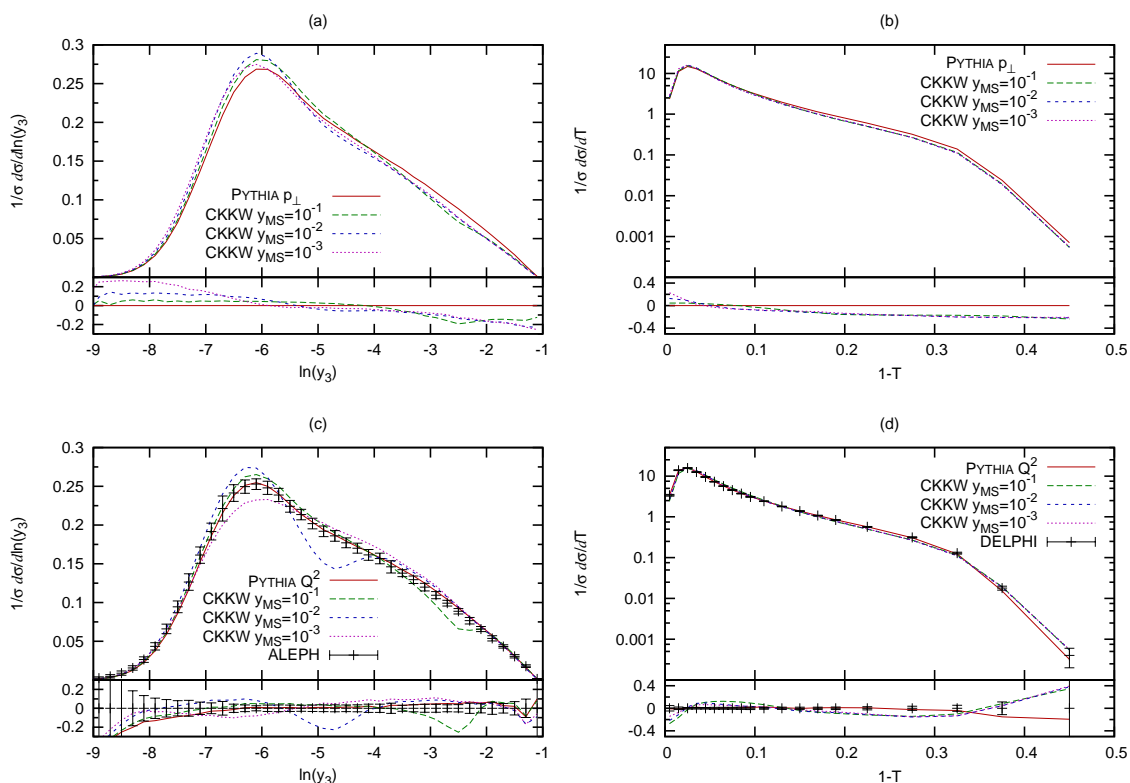 (a)
1/σ dσ/dln(y3)
0.3
0.25
0.2
0.15
0.1
0.05
PYTHIA p⊥
CKKW yMS=10-1
CKKW yMS=10-2
CKKW yMS=10-3
0.2
0
-0.2
-9 -8 -7 -6 -5 -4 -3 -2 -1
ln(y3)
(b)
1/σ dσ/dT
10
1
0.1
0.01
0.001
PYTHIA p⊥
CKKW yMS=10-1
CKKW yMS=10-2
CKKW yMS=10-3
0.4
0
-0.4
0 0.1 0.2 0.3 0.4 0.5
1-T
(c)
1/σ dσ/dln(y3)
0.3
0.25
0.2
0.15
0.1
0.05
PYTHIA Q2
CKKW yMS=10-1
CKKW yMS=10-2
CKKW yMS=10-3
ALEPH
0.2
0
-0.2
-9 -8 -7 -6 -5 -4 -3 -2 -1
ln(y3)
(d)
1/σ dσ/dT
10
1
0.1
0.01
0.001
PYTHIA Q2
CKKW yMS=10-1
CKKW yMS=10-2
CKKW yMS=10-3
DELPHI
0.4
0
-0.4
0 0.1 0.2 0.3 0.4 0.5
1-T